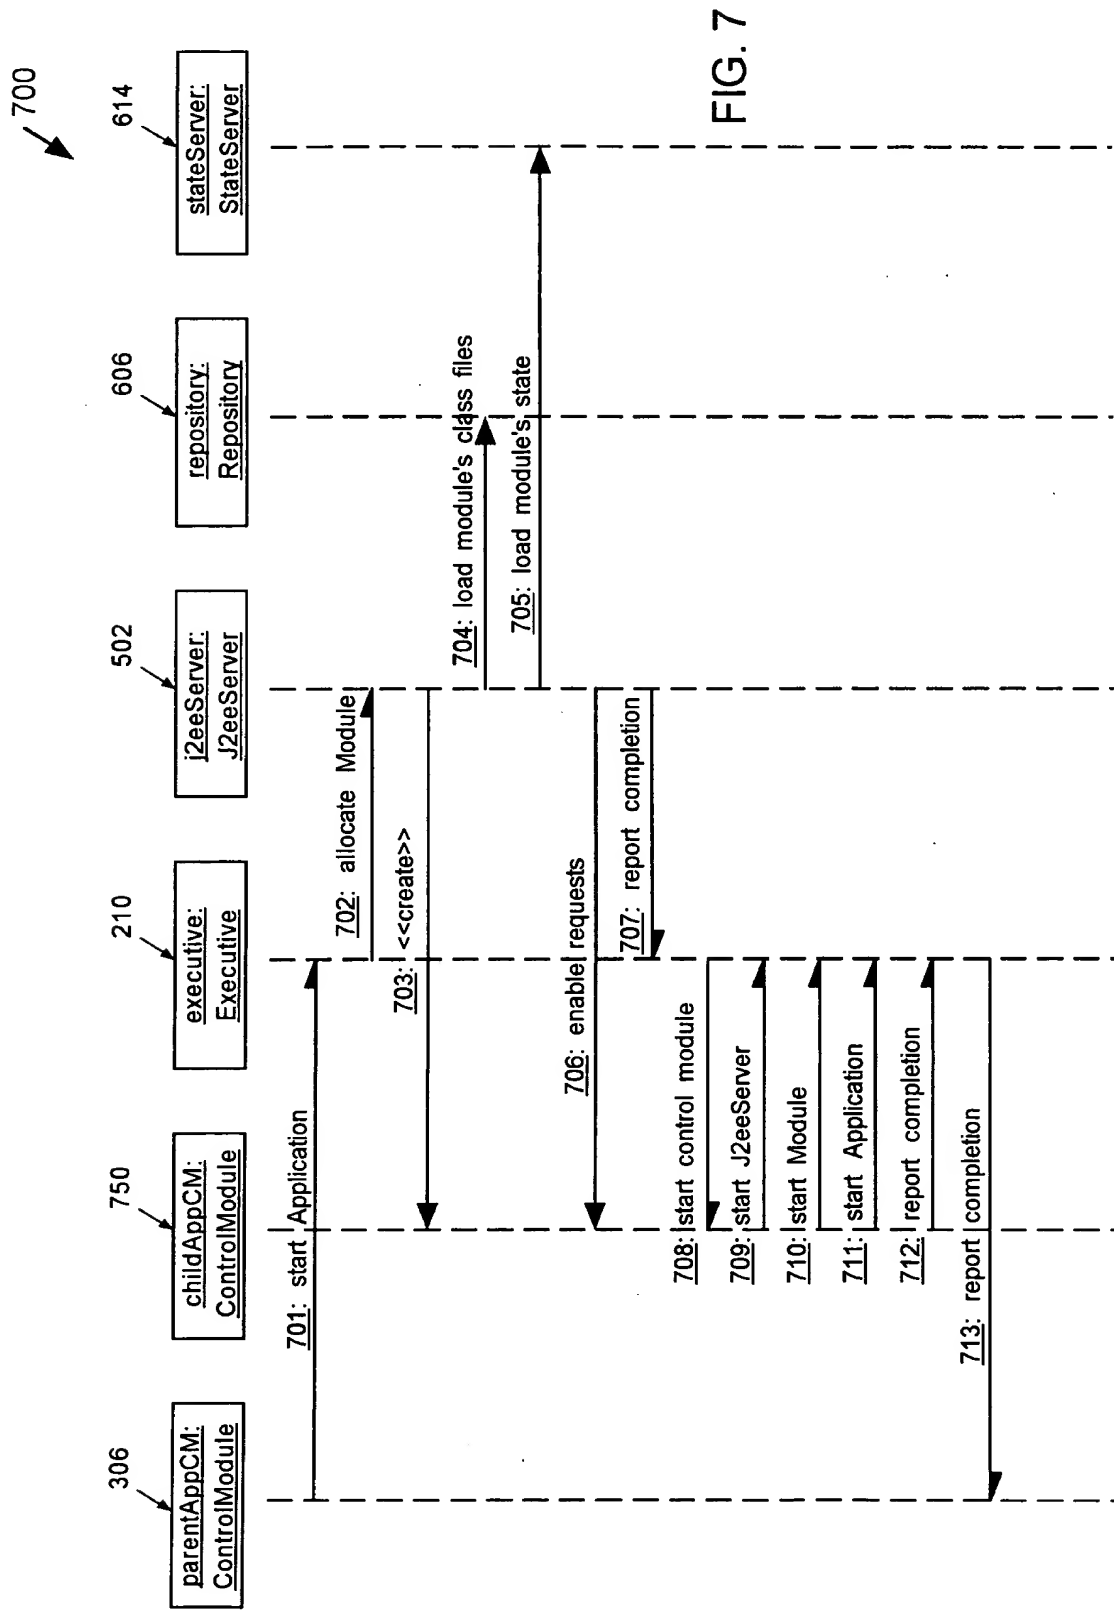 700
306
parentAppCM:
ControlModule
750
childAppCM:
ControlModule
210
executive:
Executive
502
j2eeServer:
J2eeServer
606
repository:
Repository
614
stateServer:
StateServer
701: start Application
702: allocate Module
703: <<create>>
704: load module's class files
705: load module's state
706: enable requests
707: report completion
708: start control module
709: start J2eeServer
710: start Module
711: start Application
712: report completion
713: report completion
FIG. 7